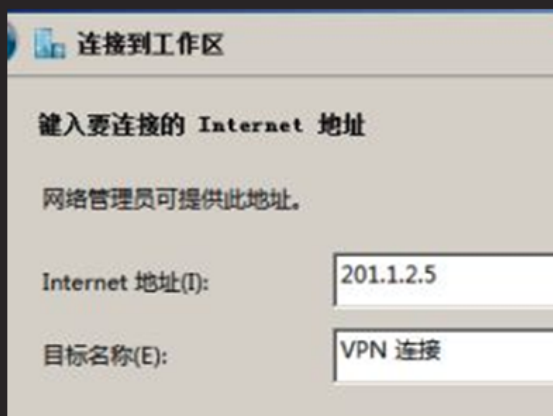 连接到工作区
键入要连接的 Internet 地址
网络管理员可提供此地址。
Internet 地址(I): 201.1.2.5
目标名称(E): VPN 连接